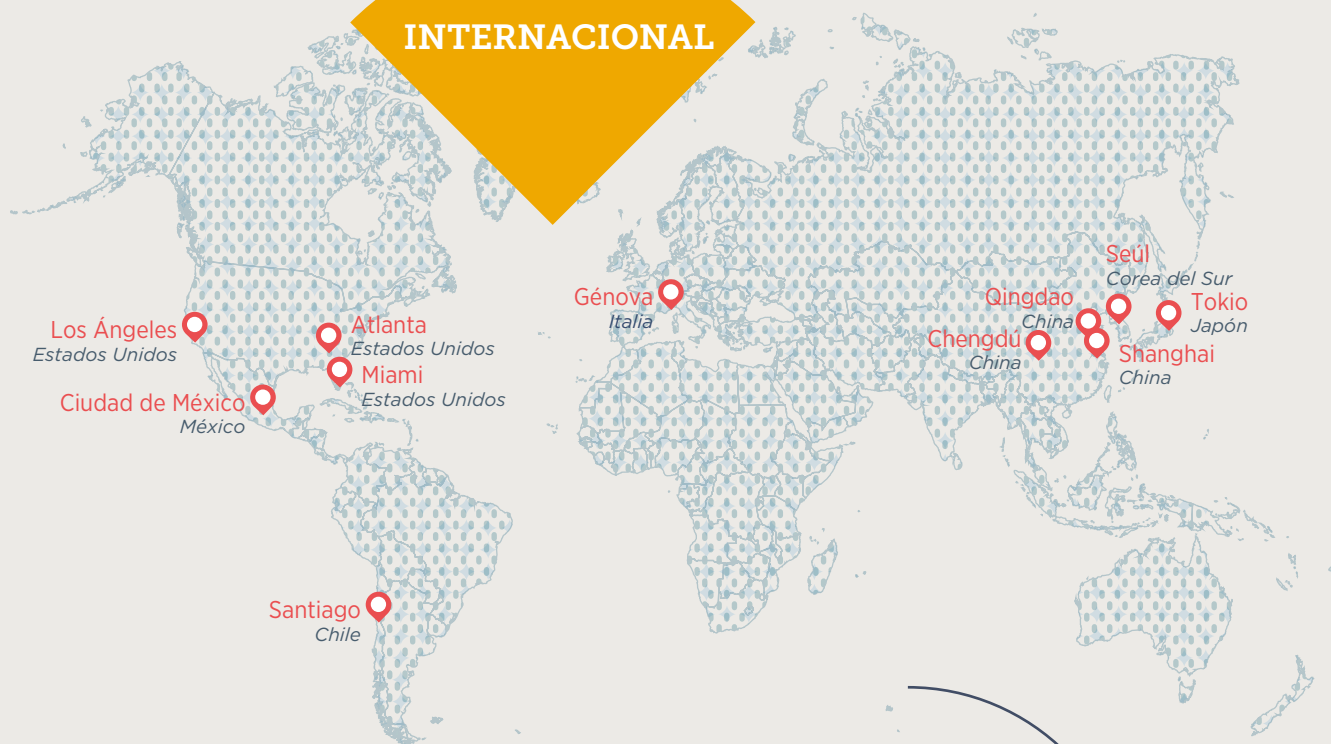 INTERNACIONAL
Los Ángeles
Estados Unidos
Atlanta
Estados Unidos
Miami
Estados Unidos
Ciudad de México
México
Santiago
Chile
Génova
Italia
Seúl
Corea del Sur
Qingdao
China
Tokio
Japón
Chengdú
China
Shanghai
China